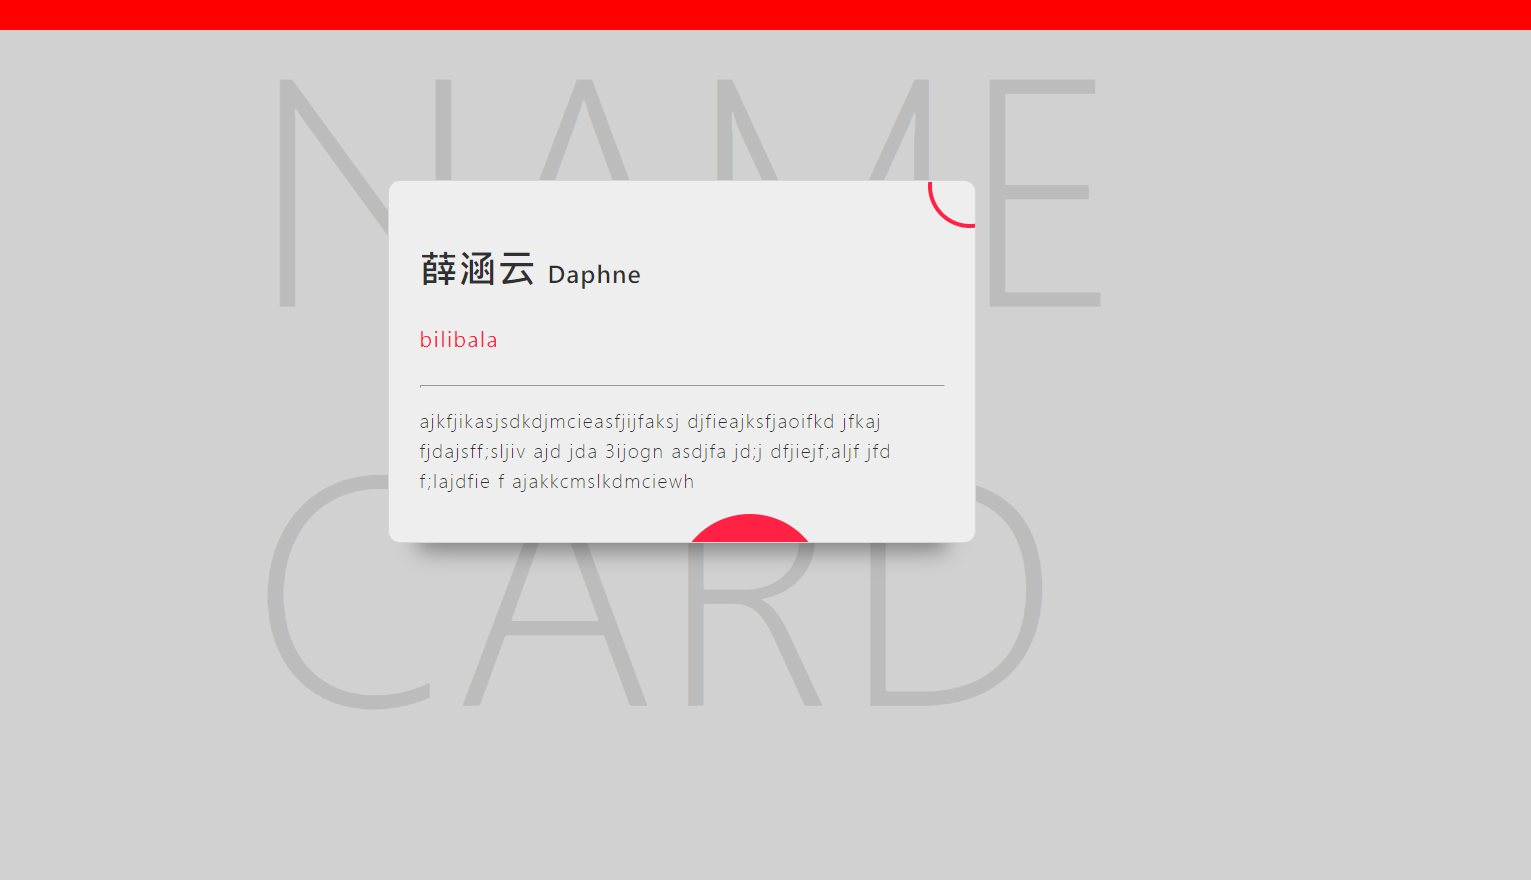 NAME
薛涵云 Daphne
bilibala
ajkfjikasjsdkdjmcieasfjijfaksj djfieajksfjaoifkd jfkaj
fjdajsff;sljiv ajd jda 3ijogn asdjfa jd;j dfjiejf;aljf jfd
f;lajdfie f ajakkcmslkdmciewh
CARD